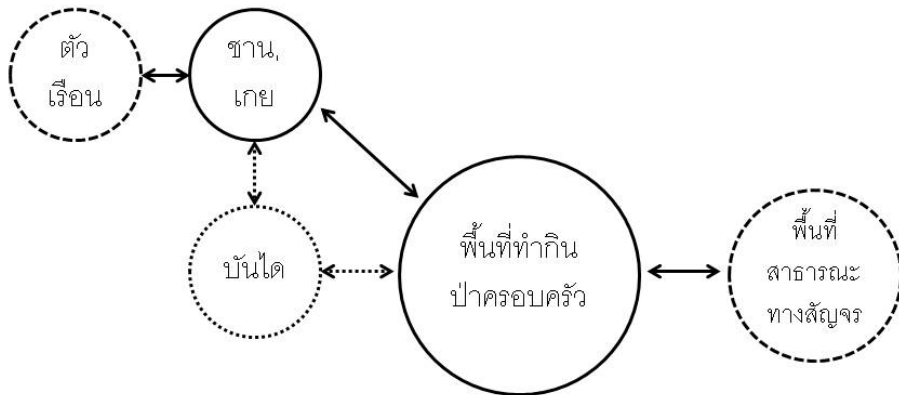 ตัว
เรือน
ชาน,
เกย
บันได
พื้นที่ทำกิน
ป่าครอบครัว
พื้นที่
สาธารณะ
ทางสัญจร